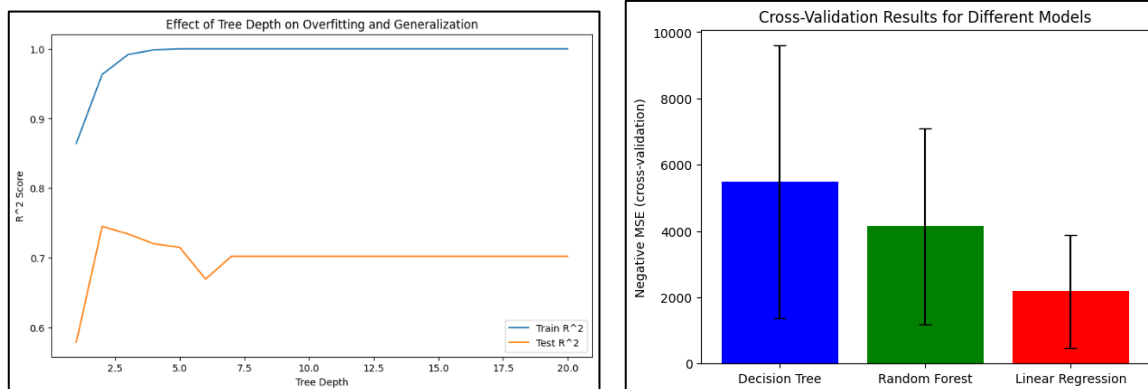 Effect of Tree Depth on Overfitting and Generalization
1.0
0.9
0.8
0.7
0.6
R^2 Score
2.5 5.0 7.5 10.0 12.5 15.0 17.5 20.0
Tree Depth
Train R^2
Test R^2
Cross-Validation Results for Different Models
10000
8000
6000
4000
2000
0
Negative MSE (cross-validation)
Decision Tree Random Forest Linear Regression